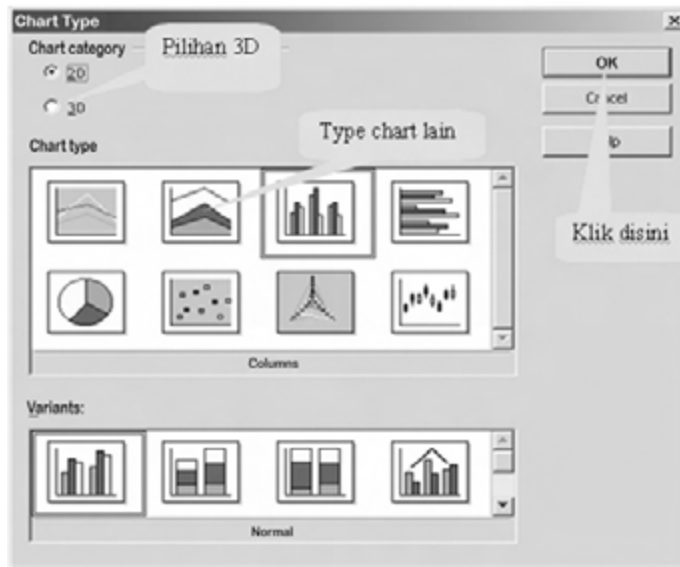 Chart Type
Chart category
Pilihan 3D
2D
3D
OK
Cancel
Type chart lain
Chart type
Klik disini
Columns
Variants:
Normal